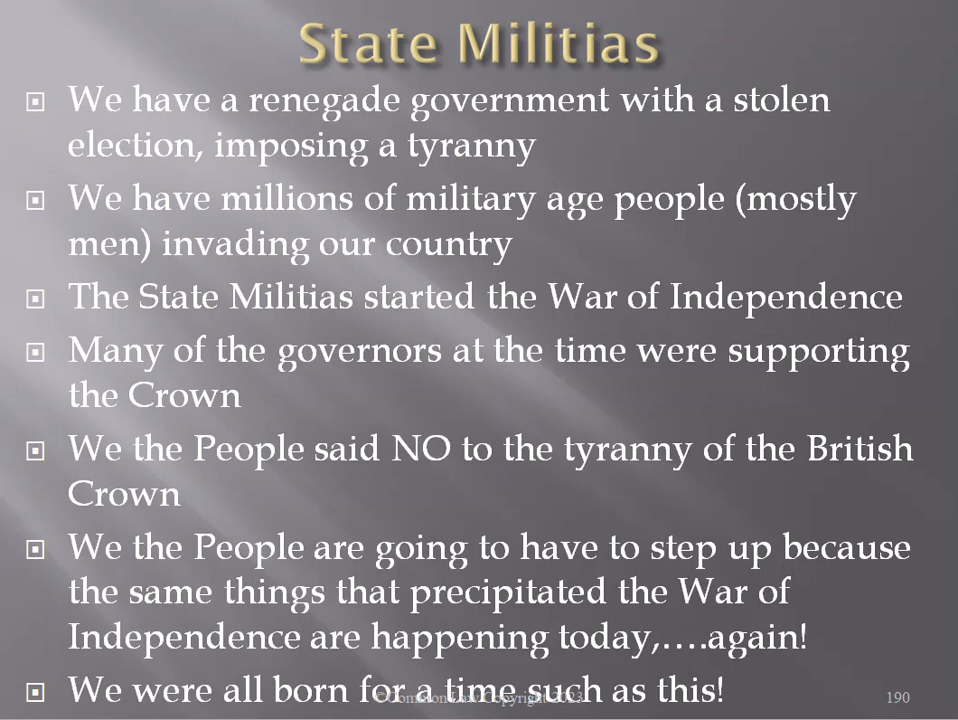 State Militias
We have a renegade government with a stolen
election, imposing a tyranny
We have millions of military age people (mostly
men) invading our country
The State Militias started the War of Independence
Many of the governors at the time were supporting
the Crown
We the People said NO to the tyranny of the British
Crown
We the People are going to have to step up because
the same things that precipitated the War of
Independence are happening today,….again!
We were all born for a time such as this!
©Common Law Copyright 2023
190